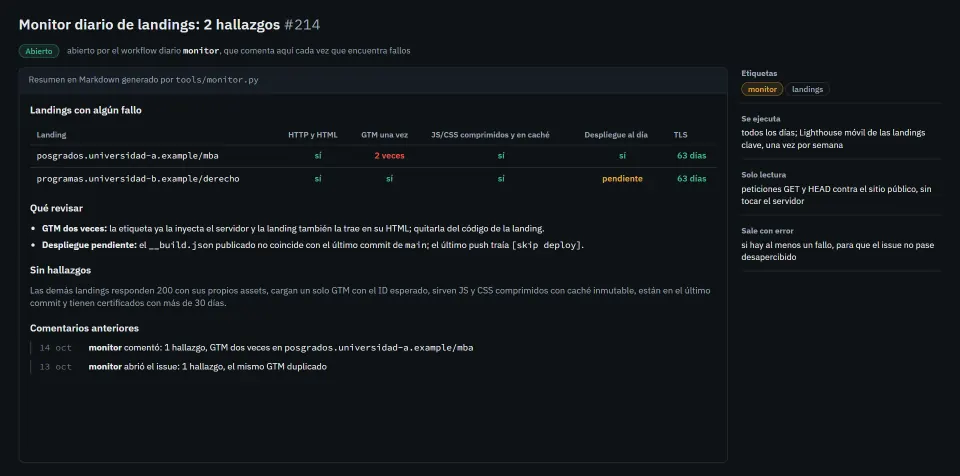 Monitor diario de landings: 2 hallazgos #214
Abierto abierto por el workflow diario monitor, que comenta aquí cada vez que encuentra fallos
Resumen en Markdown generado por tools/monitor.py
Landings con algún fallo
Landing HTTP y HTML GTM una vez JS/CSS comprimidos y en caché Despliegue al día TLS
posgrados.universidad-a.example/mba sí 2 veces sí sí 63 días
programas.universidad-b.example/derecho sí sí sí pendiente 63 días
Qué revisar
• GTM dos veces: la etiqueta ya la inyecta el servidor y la landing también la trae en su HTML; quitarla del código de la landing.
• Despliegue pendiente: el __build.json publicado no coincide con el último commit de main; el último push traía [skip deploy].
Sin hallazgos
Las demás landings responden 200 con sus propios assets, cargan un solo GTM con el ID esperado, sirven JS y CSS comprimidos con caché inmutable, están en el último
commit y tienen certificados con más de 30 días.
Comentarios anteriores
14 oct monitor comentó: 1 hallazgo, GTM dos veces en posgrados.universidad-a.example/mba
13 oct monitor abrió el issue: 1 hallazgo, el mismo GTM duplicado
Etiquetas
monitor landings
Se ejecuta
todos los días; Lighthouse móvil de las landings
clave, una vez por semana
Solo lectura
peticiones GET y HEAD contra el sitio público, sin
tocar el servidor
Sale con error
si hay al menos un fallo, para que el issue no pase
desapercibido